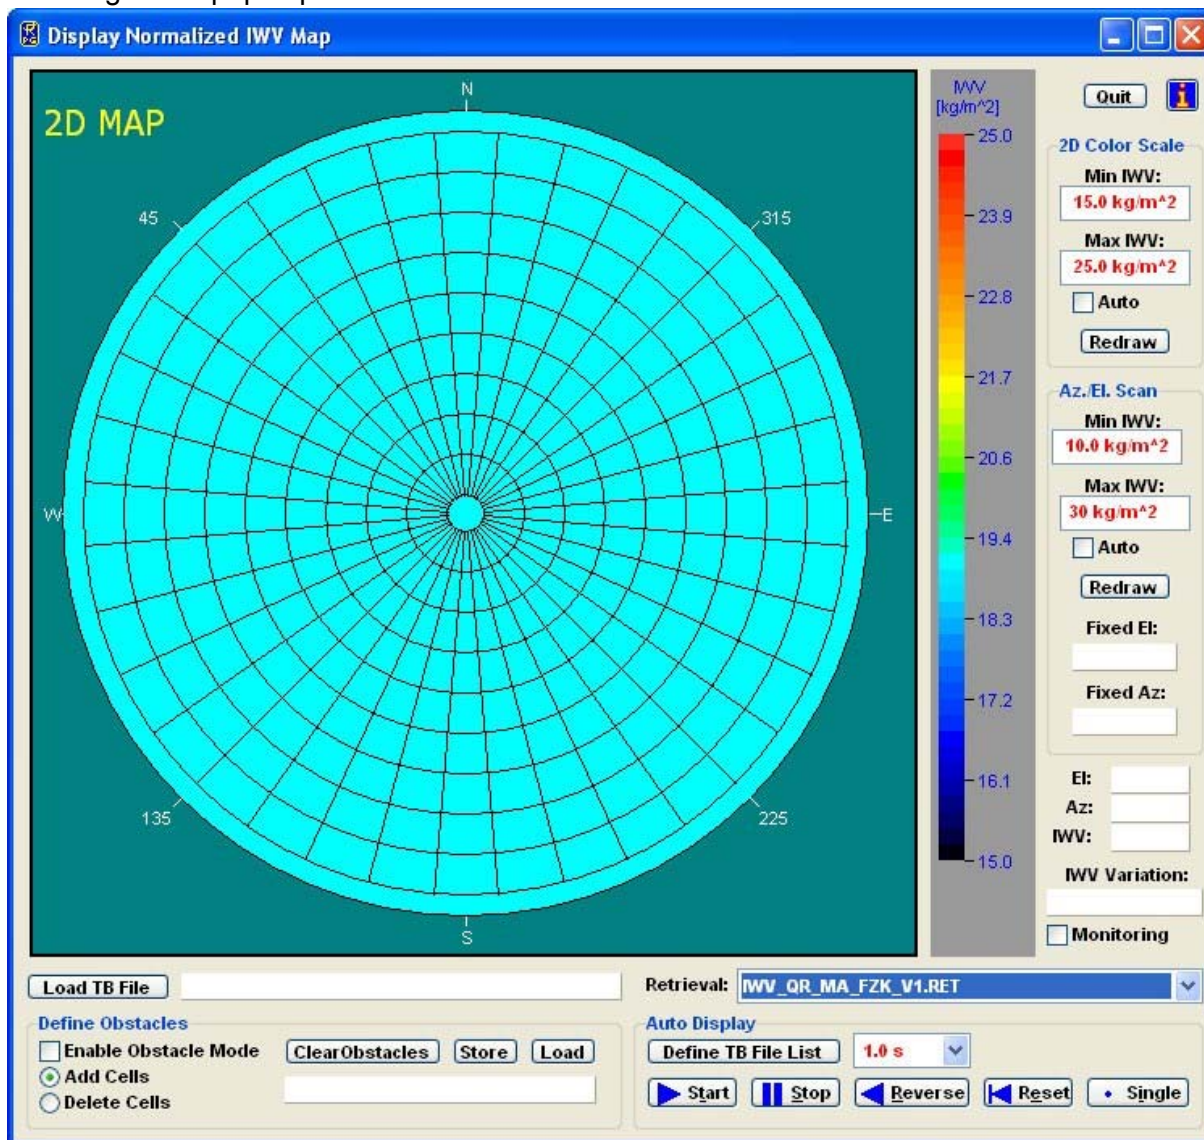 Display Normalized IWV Map
2D MAP
N
45
315
W
E
135
225
S
IWV
[kg/m^2]
25.0
23.9
22.8
21.7
20.6
19.4
18.3
17.2
16.1
15.0
Quit
2D Color Scale
Min IWV:
15.0 kg/m^2
Max IWV:
25.0 kg/m^2
Auto
Redraw
Az./El. Scan
Min IWV:
10.0 kg/m^2
Max IWV:
30 kg/m^2
Auto
Redraw
Fixed El:
Fixed Az:
El:
Az:
IWV:
IWV Variation:
Monitoring
Load TB File
Retrieval: IWV_QR_MA_FZK_V1.RET
Define Obstacles
Enable Obstacle Mode ClearObstacles Store Load
Add Cells
Delete Cells
Auto Display
Define TB File List 1.0 s
Start Stop Reverse Reset Single